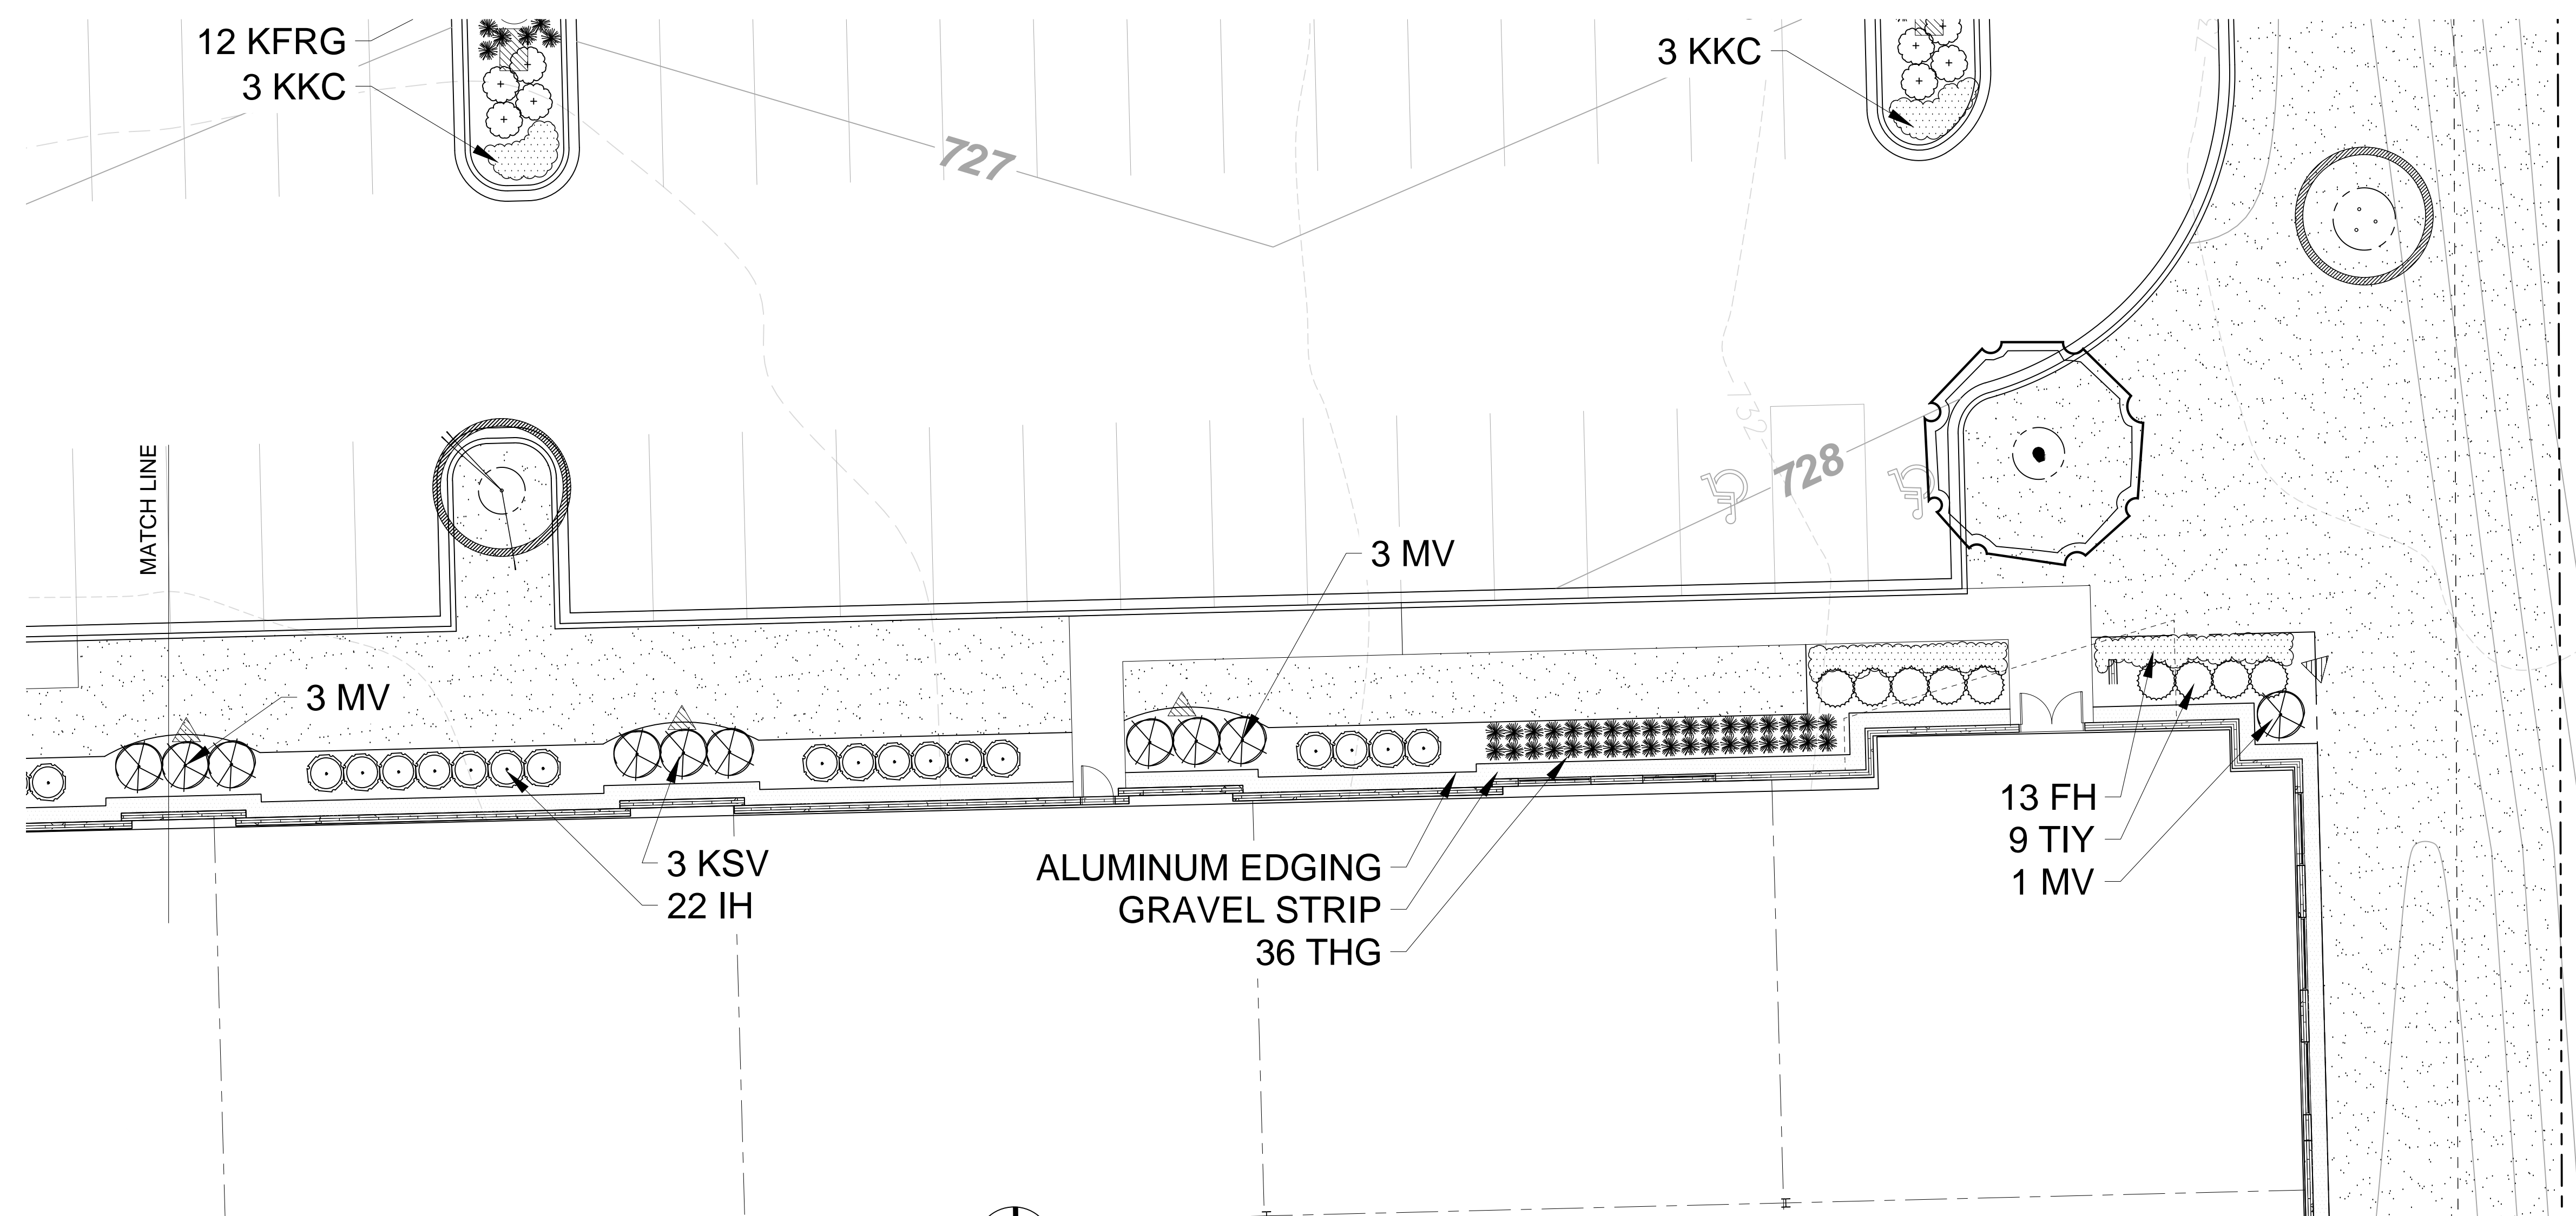 12 KFRG
3 KKC
3 KKC
727
732
728
MATCH LINE
3 MV
3 MV
3 KSV
22 IH
ALUMINUM EDGING
GRAVEL STRIP
36 THG
13 FH
9 TIY
1 MV